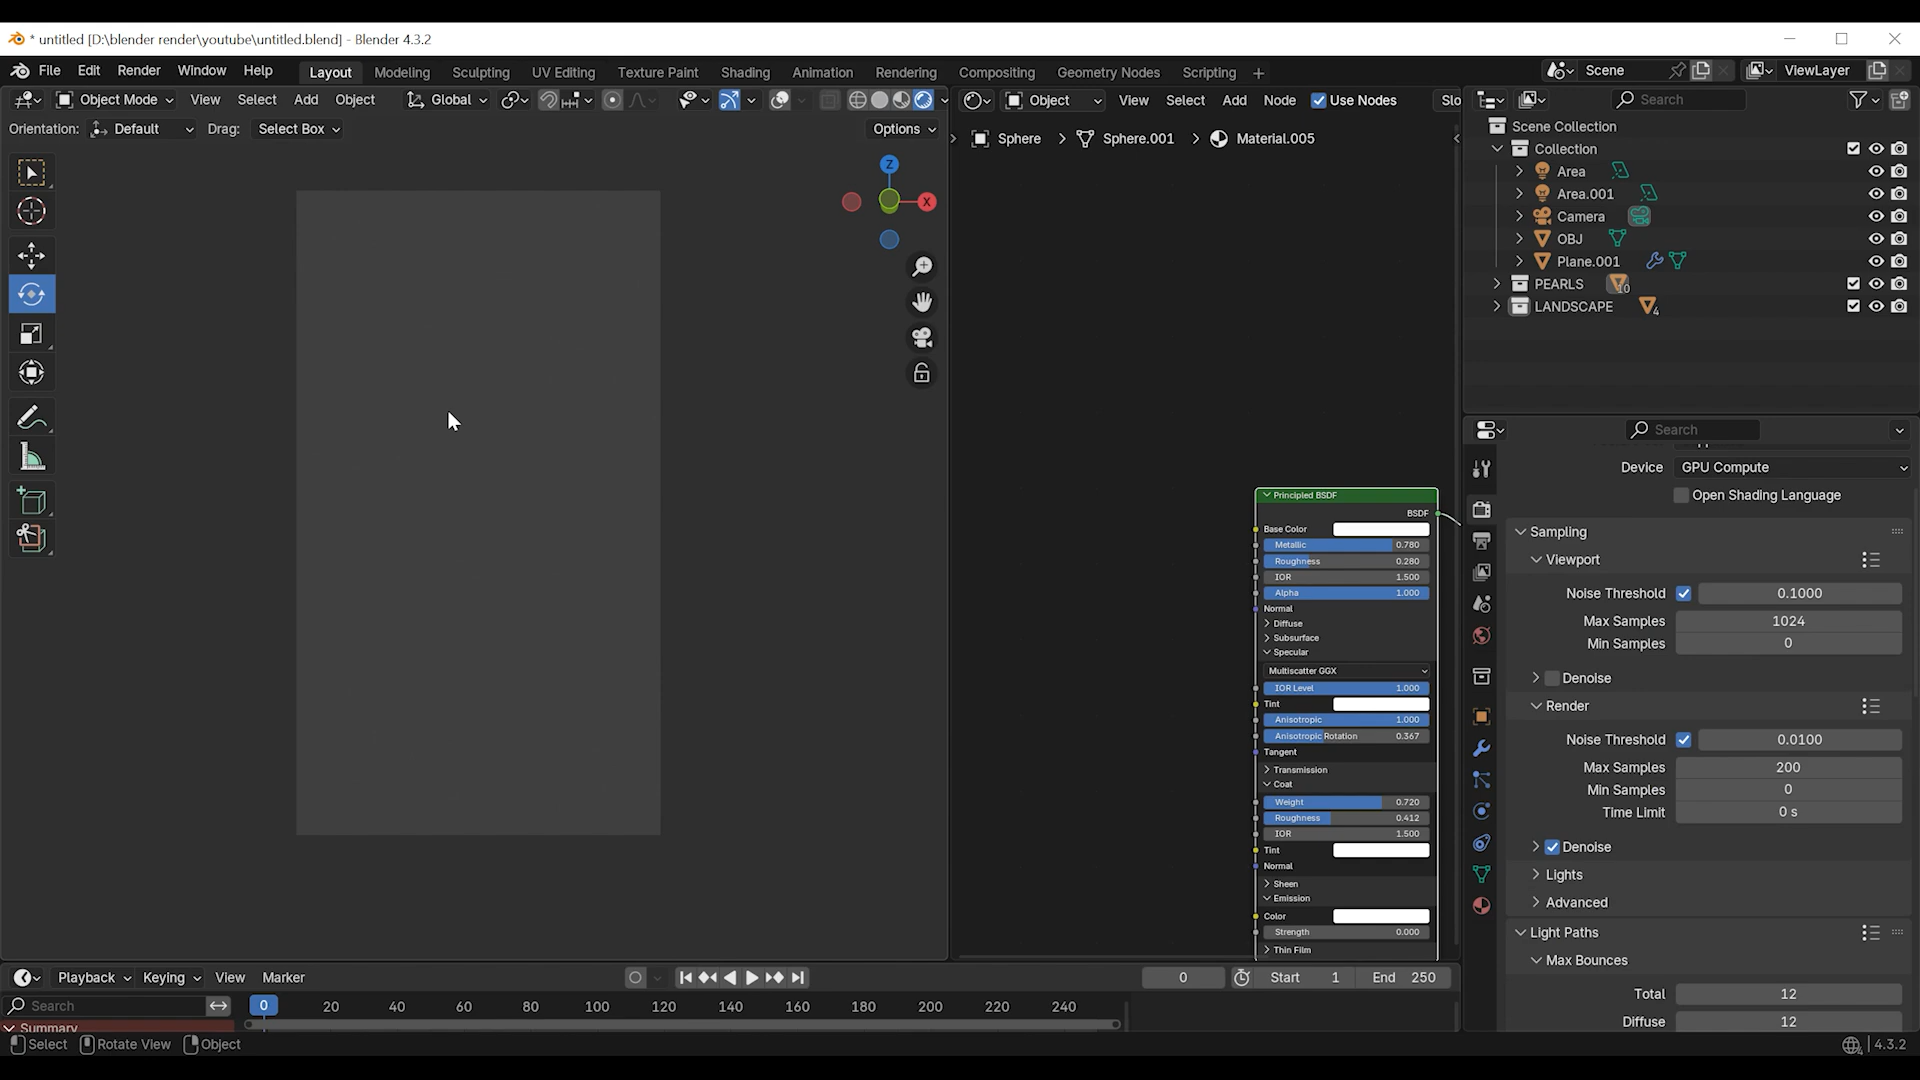 * untitled [D:\blender render\youtube\untitled.blend] - Blender 4.3.2
File Edit Render Window Help Layout Modeling Sculpting UV Editing Texture Paint Shading Animation Rendering Compositing Geometry Nodes Scripting + Scene ViewLayer
Object Mode View Select Add Object Global Object View Select Add Node Use Nodes Slo Search
Orientation: Default Drag: Select Box Options
Sphere > Sphere.001 > Material.005
Z
X
Scene Collection
Collection
Area
Area.001
Camera
OBJ
Plane.001
PEARLS 10
LANDSCAPE 4
Principled BSDF
BSDF
Base Color
Metallic 0.780
Roughness 0.280
IOR 1.500
Alpha 1.000
Normal
Diffuse
Subsurface
Specular
Multiscatter GGX
IOR Level 1.000
Tint
Anisotropic 1.000
Anisotropic Rotation 0.367
Tangent
Transmission
Coat
Weight 0.720
Roughness 0.412
IOR 1.500
Tint
Normal
Sheen
Emission
Color
Strength 0.000
Thin Film
Search
Device GPU Compute
Open Shading Language
Sampling
Viewport
Noise Threshold 0.1000
Max Samples 1024
Min Samples 0
Denoise
Render
Noise Threshold 0.0100
Max Samples 200
Min Samples 0
Time Limit 0 s
Denoise
Lights
Advanced
Light Paths
Max Bounces
Total 12
Diffuse 12
Playback Keying View Marker 0 Start 1 End 250
Search 0 20 40 60 80 100 120 140 160 180 200 220 240
Summary
Select Rotate View Object 4.3.2